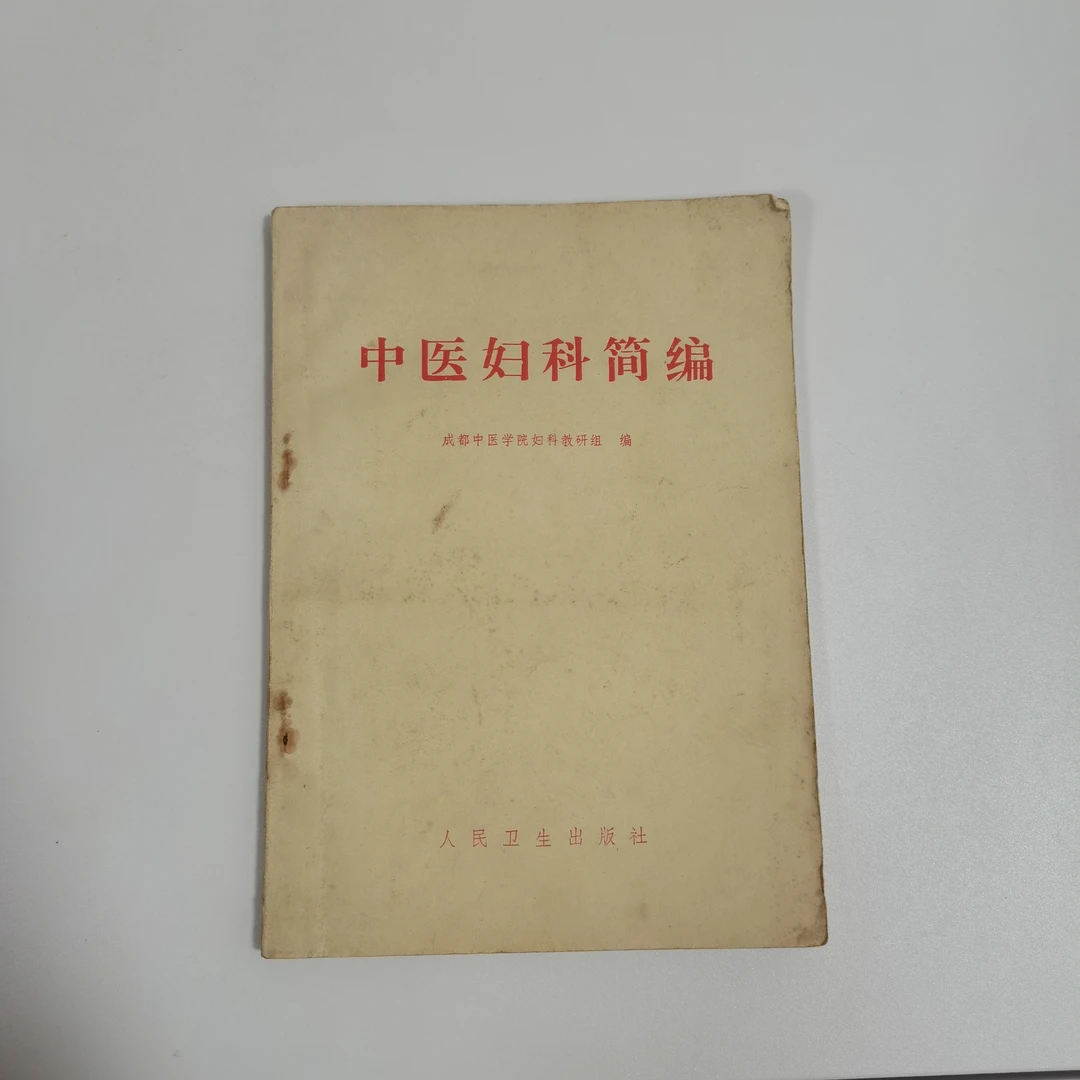 中医妇科简编
成都中医学院妇科教研组 编
人民卫生出版社